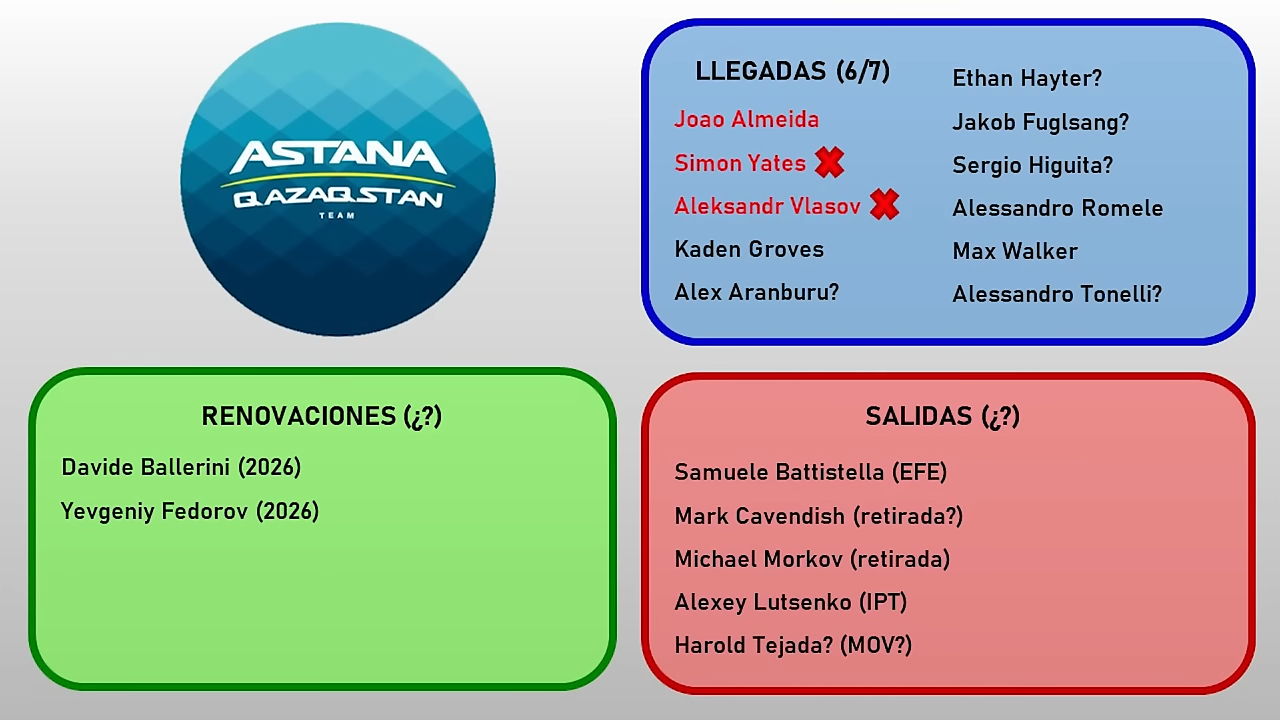 ASTANA
QAZAQSTAN
TEAM
LLEGADAS (6/7)
Joao Almeida
Simon Yates
Aleksandr Vlasov
Kaden Groves
Alex Aranburu?
Ethan Hayter?
Jakob Fuglsang?
Sergio Higuita?
Alessandro Romele
Max Walker
Alessandro Tonelli?
RENOVACIONES (¿?)
Davide Ballerini (2026)
Yevgeniy Fedorov (2026)
SALIDAS (¿?)
Samuele Battistella (EFE)
Mark Cavendish (retirada?)
Michael Morkov (retirada)
Alexey Lutsenko (IPT)
Harold Tejada? (MOV?)